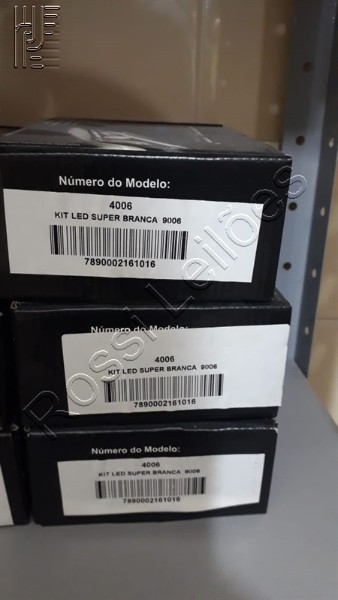 Número do Modelo:
4006
KIT LED SUPER BRANCA 9006
7890002161016
Número do Modelo:
4006
KIT LED SUPER BRANCA 9006
7890002161016
Número do Modelo:
4006
KIT LED SUPER BRANCA 9006
7890002161016
Rossi Leilões